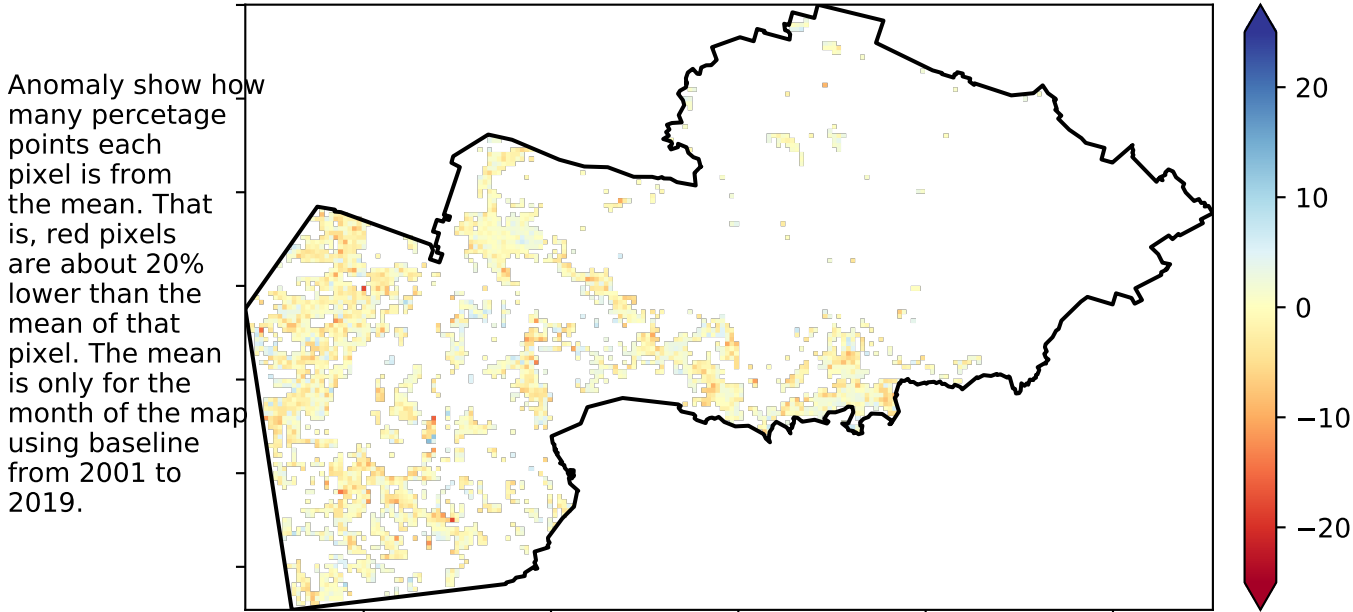 Anomaly show how
many percetage
points each
pixel is from
the mean. That
is, red pixels
are about 20%
lower than the
mean of that
pixel. The mean
is only for the
month of the map
using baseline
from 2001 to
2019.
20
10
0
−10
−20